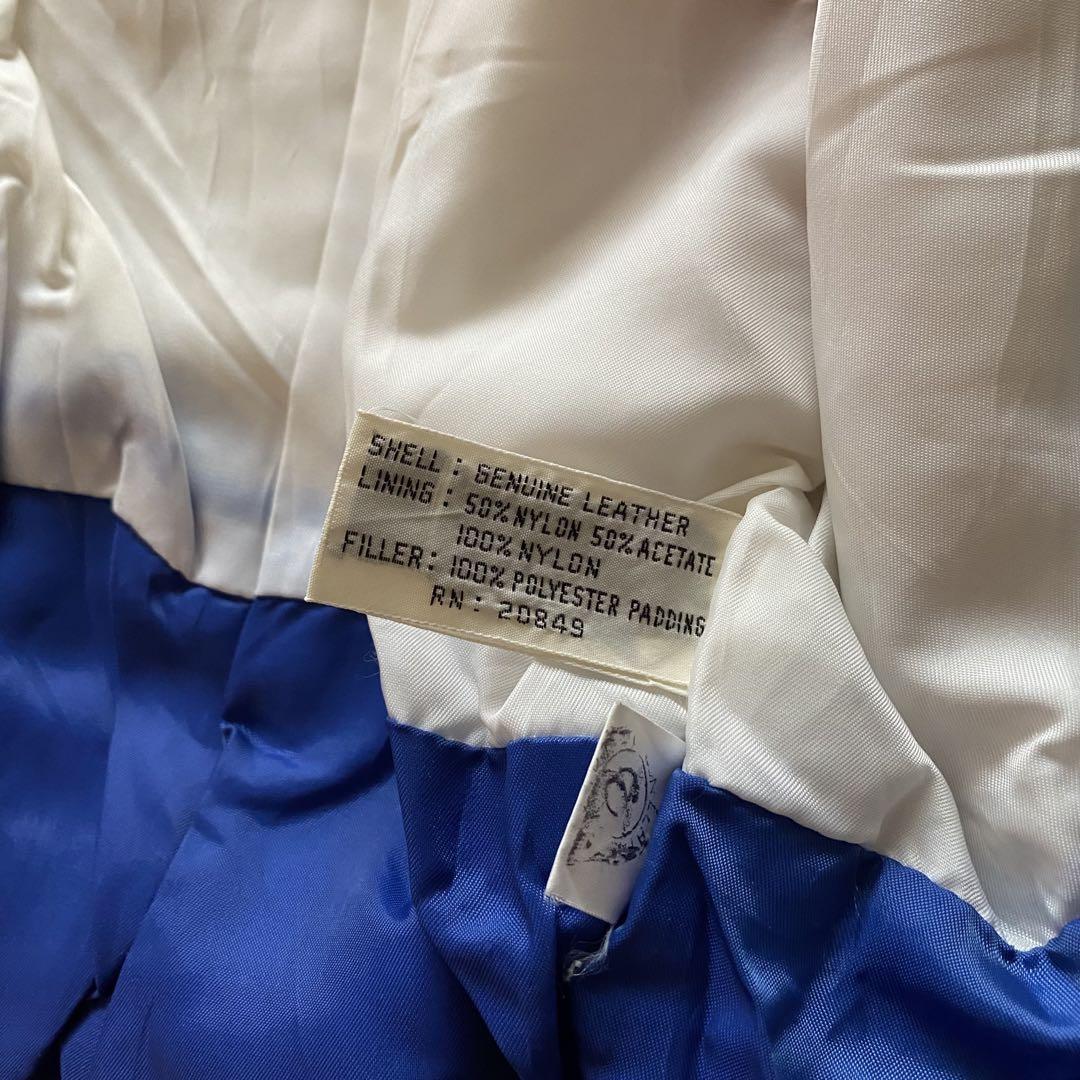 SHELL : GENUINE LEATHER
LINING : 50% NYLON 50% ACETATE
100% NYLON
FILLER : 100% POLYESTER PADDING
RN : 20849